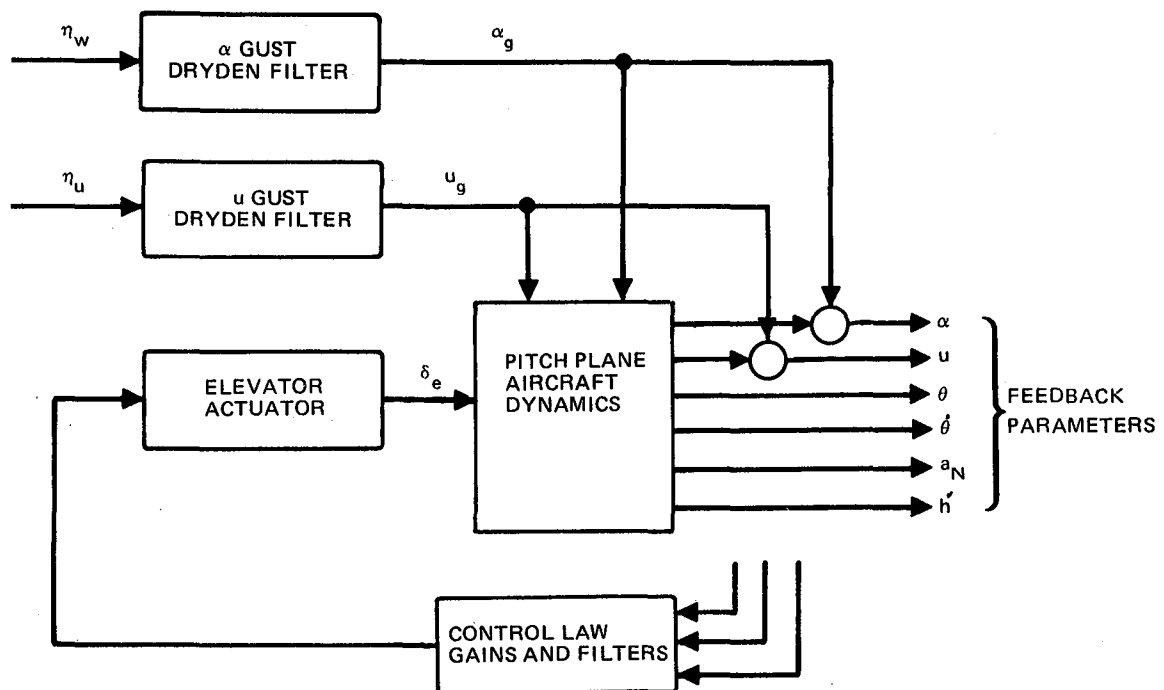 η_w
α GUST
DRYDEN FILTER
α_g
η_u
u GUST
DRYDEN FILTER
u_g
ELEVATOR
ACTUATOR
δ_e
PITCH PLANE
AIRCRAFT
DYNAMICS
α
u
θ
θ̇
a_N
ḣ
FEEDBACK
PARAMETERS
CONTROL LAW
GAINS AND FILTERS